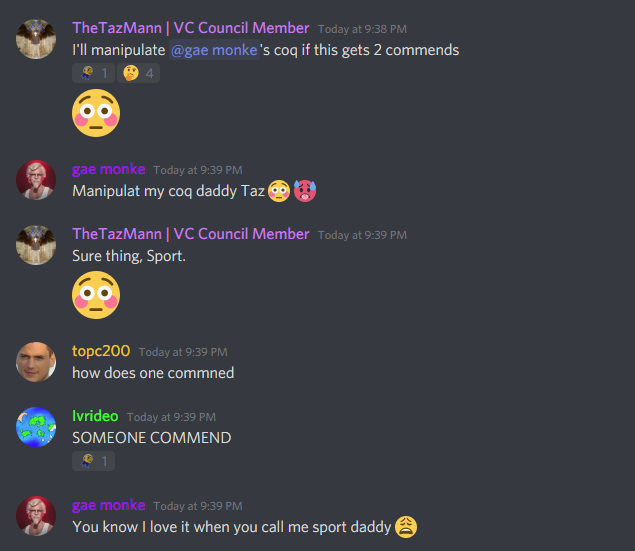 TheTazMann | VC Council Member Today at 9:38 PM
I'll manipulate @gae monke's coq if this gets 2 commends
1 4
gae monke Today at 9:39 PM
Manipulat my coq daddy Taz
TheTazMann | VC Council Member Today at 9:39 PM
Sure thing, Sport.
topc200 Today at 9:39 PM
how does one commned
Ivrideo Today at 9:39 PM
SOMEONE COMMEND
1
gae monke Today at 9:39 PM
You know I love it when you call me sport daddy